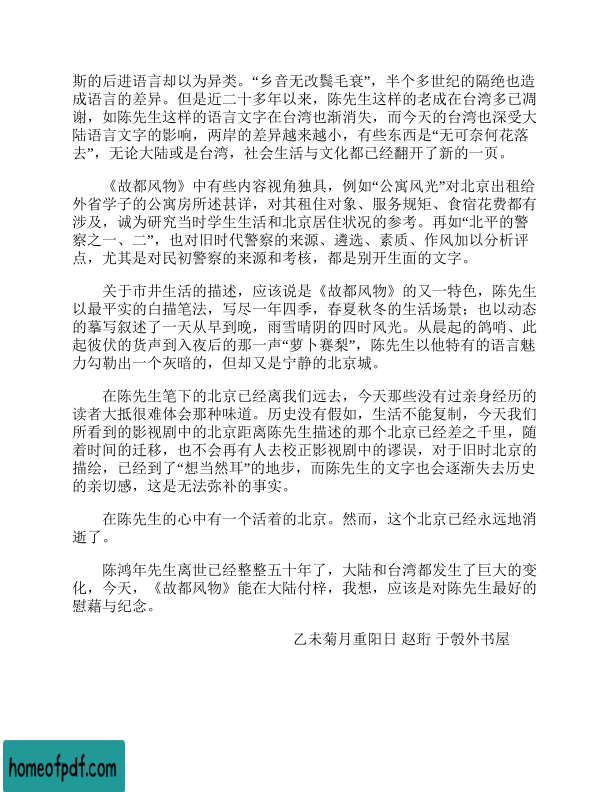 斯的后进语言却以为异类。“乡音无改鬓毛衰”，半个多世纪的隔绝也造
成语言的差异。但是近二十多年以来，陈先生这样的老成在台湾多已凋
谢，如陈先生这样的语言文字在台湾也渐消失，而今天的台湾也深受大
陆语言文字的影响，两岸的差异越来越小，有些东西是“无可奈何花落
去”，无论大陆或是台湾，社会生活与文化都已经翻开了新的一页。
《故都风物》中有些内容视角独具，例如“公寓风光”对北京出租给
外省学子的公寓房所述甚详，对其租住对象、服务规矩、食宿花费都有
涉及，诚为研究当时学生生活和北京居住状况的参考。再如“北平的警
察之一、二”，也对旧时代警察的来源、遴选、素质、作风加以分析评
点，尤其是对民初警察的来源和考核，都是别开生面的文字。
关于市井生活的描述，应该说是《故都风物》的又一特色，陈先生
以最平实的白描笔法，写尽一年四季，春夏秋冬的生活场景；也以动态
的摹写叙述了一天从早到晚，雨雪晴阴的四时风光。从晨起的鸽哨、此
起彼伏的货声到入夜后的那一声“萝卜赛梨”，陈先生以他特有的语言魅
力勾勒出一个灰暗的，但却又是宁静的北京城。
在陈先生笔下的北京已经离我们远去，今天那些没有过亲身经历的
读者大抵很难体会那种味道。历史没有假如，生活不能复制，今天我们
所看到的影视剧中的北京距离陈先生描述的那个北京已经差之千里，随
着时间的迁移，也不会再有人去校正影视剧中的谬误，对于旧时北京的
描绘，已经到了“想当然耳”的地步，而陈先生的文字也会逐渐失去历史
的亲切感，这是无法弥补的事实。
在陈先生的心中有一个活着的北京。然而，这个北京已经永远地消
逝了。
陈鸿年先生离世已经整整五十年了，大陆和台湾都发生了巨大的变
化，今天，《故都风物》能在大陆付梓，我想，应该是对陈先生最好的
慰藉与纪念。
乙未菊月重阳日 赵珩 于彀外书屋
homeofpdf.com